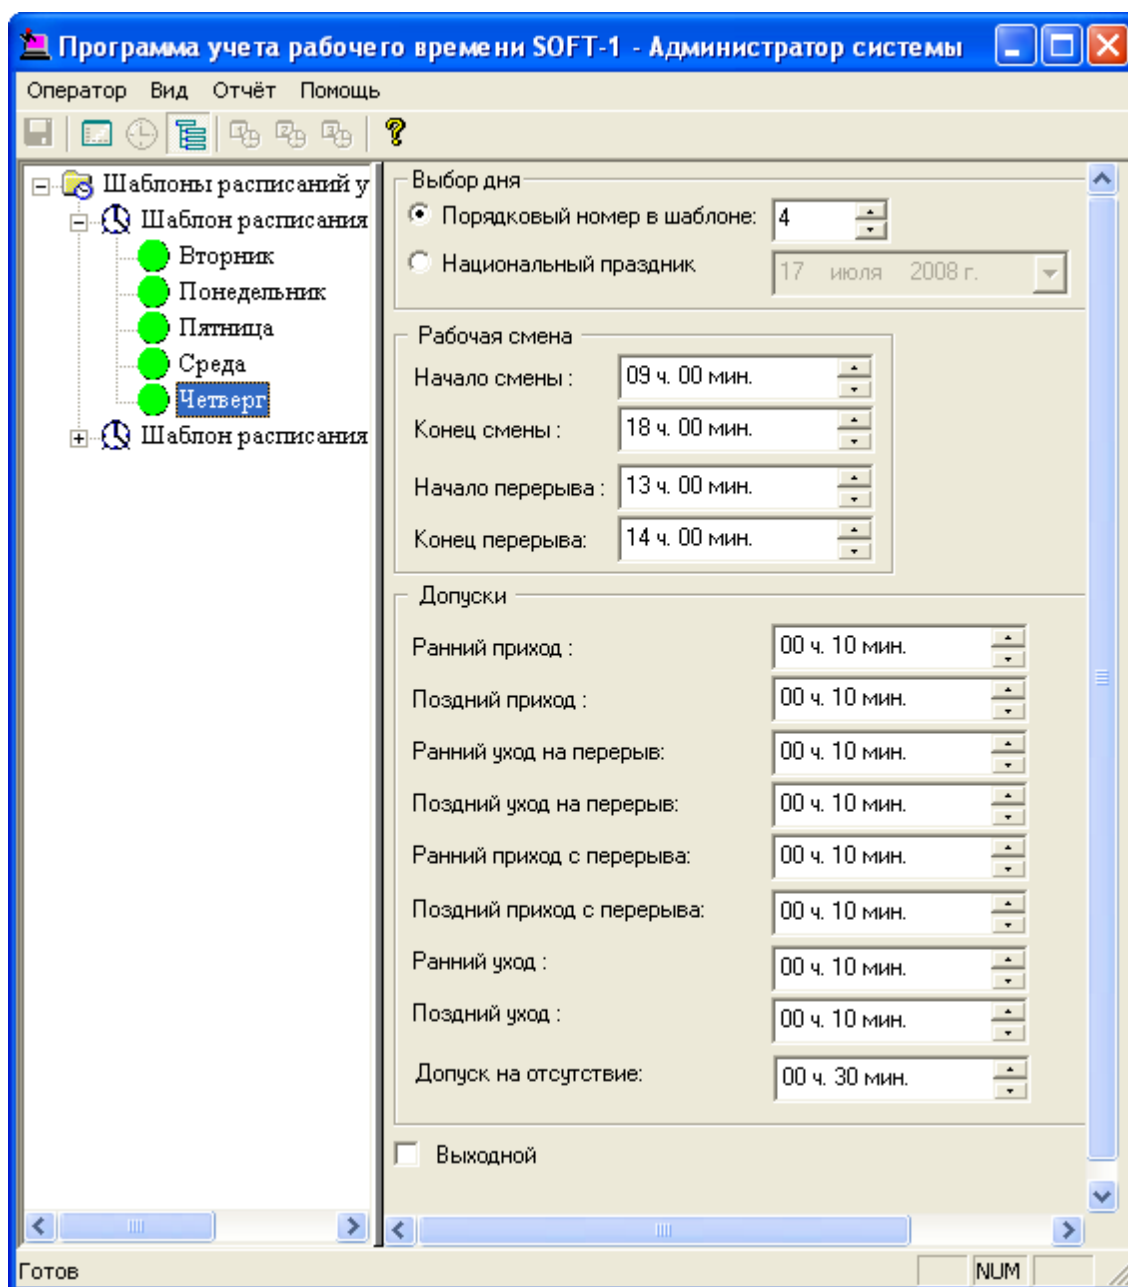 Программа учета рабочего времени SOFT-1 - Администратор системы
Оператор Вид Отчёт Помощь
Шаблоны расписаний у
Шаблон расписания
Вторник
Понедельник
Пятница
Среда
Четверг
Шаблон расписания
Выбор дня
Порядковый номер в шаблоне: 4
Национальный праздник 17 июля 2008 г.
Рабочая смена
Начало смены : 09 ч. 00 мин.
Конец смены : 18 ч. 00 мин.
Начало перерыва : 13 ч. 00 мин.
Конец перерыва: 14 ч. 00 мин.
Допуски
Ранний приход : 00 ч. 10 мин.
Поздний приход : 00 ч. 10 мин.
Ранний уход на перерыв: 00 ч. 10 мин.
Поздний уход на перерыв: 00 ч. 10 мин.
Ранний приход с перерыва: 00 ч. 10 мин.
Поздний приход с перерыва: 00 ч. 10 мин.
Ранний уход : 00 ч. 10 мин.
Поздний уход : 00 ч. 10 мин.
Допуск на отсутствие: 00 ч. 30 мин.
Выходной
Готов NUM